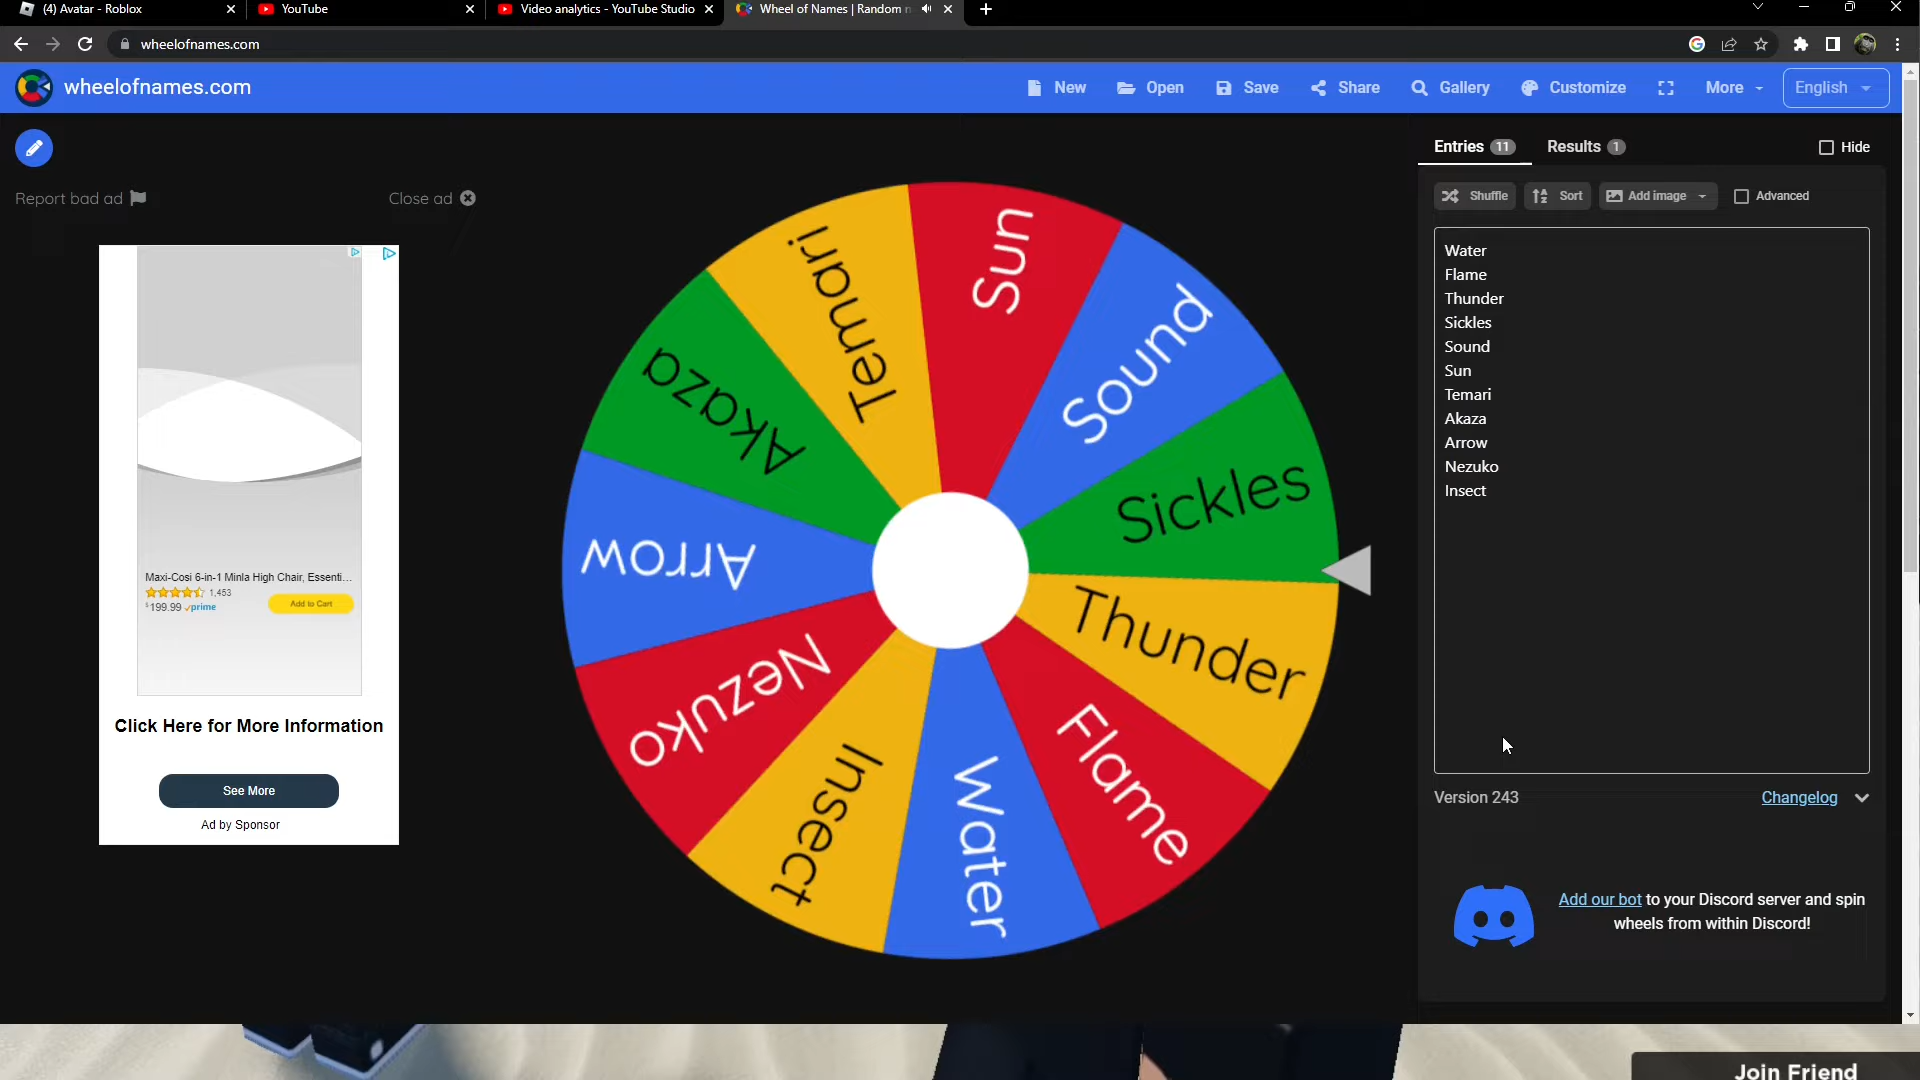 (4) Avatar - Roblox
YouTube
Video analytics - YouTube Studio
Wheel of Names | Random
wheelofnames.com
wheelofnames.com
New
Open
Save
Share
Gallery
Customize
More
English
Entries 11
Results 1
Hide
Report bad ad
Close ad
Shuffle
Sort
Add image
Advanced
Water
Flame
Thunder
Sickles
Sound
Sun
Temari
Akaza
Arrow
Nezuko
Insect
Sun
Sound
Sickles
Thunder
Flame
Water
Insect
Nezuko
Arrow
Akaza
Temari
Maxi-Cosi 6-in-1 Minla High Chair, Essenti...
1,453
$199.99 prime
Add to Cart
Click Here for More Information
See More
Ad by Sponsor
Version 243
Changelog
Add our bot to your Discord server and spin
wheels from within Discord!
Join Friend